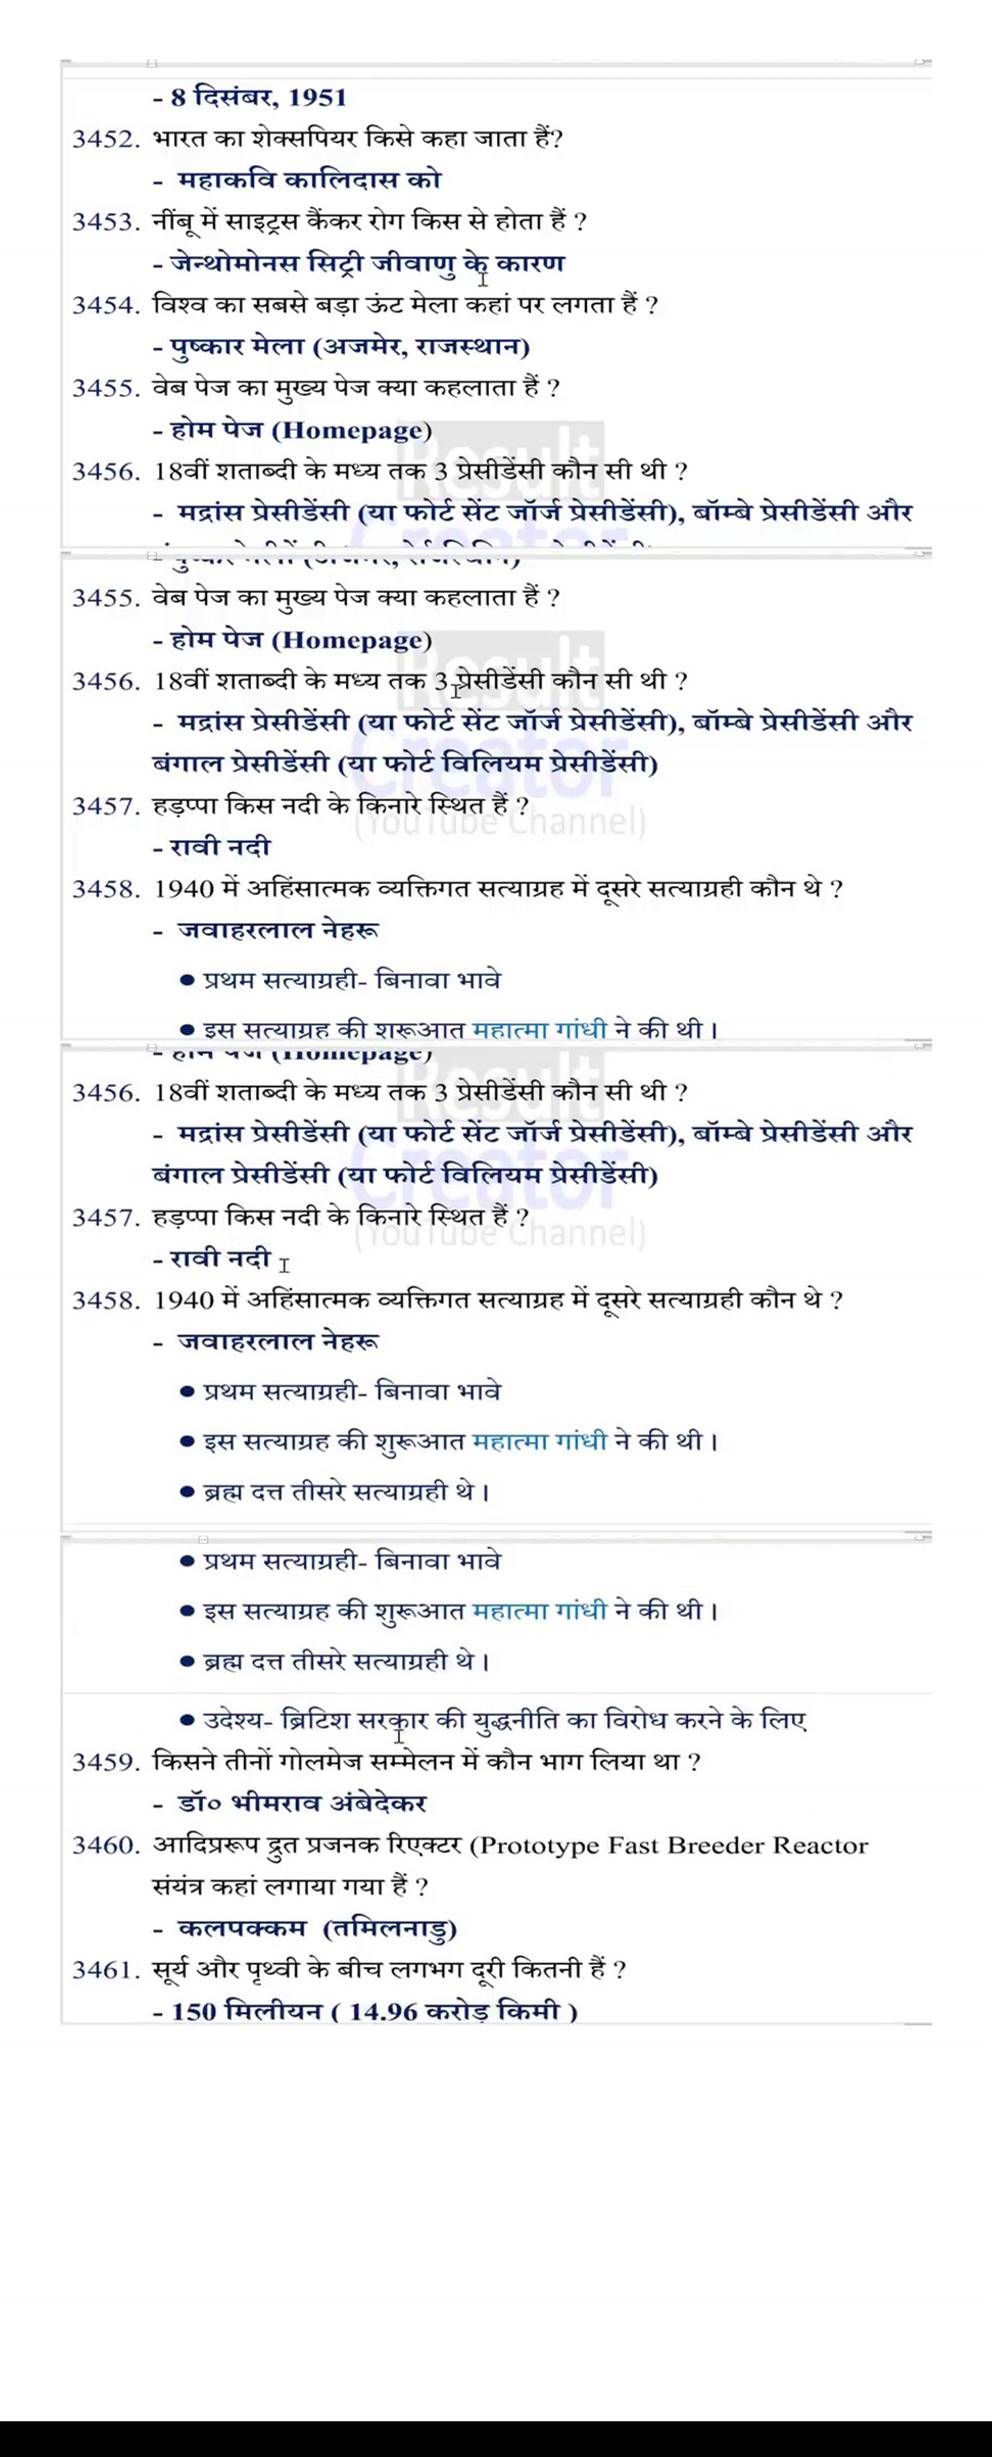 - 8 दिसंबर, 1951
3452. भारत का शेक्सपियर किसे कहा जाता हैं?
- महाकवि कालिदास को
3453. नींबू में साइट्रस कैंकर रोग किस से होता हैं ?
- जेन्थोमोनस सिट्री जीवाणु के कारण
3454. विश्व का सबसे बड़ा ऊंट मेला कहां पर लगता हैं ?
- पुष्कार मेला (अजमेर, राजस्थान)
3455. वेब पेज का मुख्य पेज क्या कहलाता हैं ?
- होम पेज (Homepage)
Result
3456. 18वीं शताब्दी के मध्य तक 3 प्रेसीडेंसी कौन सी थी ?
- मद्रांस प्रेसीडेंसी (या फोर्ट सेंट जॉर्ज प्रेसीडेंसी), बॉम्बे प्रेसीडेंसी और
Creator
3455. वेब पेज का मुख्य पेज क्या कहलाता हैं ?
- होम पेज (Homepage)
Result
3456. 18वीं शताब्दी के मध्य तक 3 प्रेसीडेंसी कौन सी थी ?
- मद्रांस प्रेसीडेंसी (या फोर्ट सेंट जॉर्ज प्रेसीडेंसी), बॉम्बे प्रेसीडेंसी और
Creator
बंगाल प्रेसीडेंसी (या फोर्ट विलियम प्रेसीडेंसी)
3457. हड़प्पा किस नदी के किनारे स्थित हैं ?
(YouTube Channel)
- रावी नदी
3458. 1940 में अहिंसात्मक व्यक्तिगत सत्याग्रह में दूसरे सत्याग्रही कौन थे ?
- जवाहरलाल नेहरू
● प्रथम सत्याग्रही- बिनावा भावे
● इस सत्याग्रह की शुरूआत महात्मा गांधी ने की थी ।
- होम पेज (Homepage)
Result
3456. 18वीं शताब्दी के मध्य तक 3 प्रेसीडेंसी कौन सी थी ?
- मद्रांस प्रेसीडेंसी (या फोर्ट सेंट जॉर्ज प्रेसीडेंसी), बॉम्बे प्रेसीडेंसी और
Creator
बंगाल प्रेसीडेंसी (या फोर्ट विलियम प्रेसीडेंसी)
3457. हड़प्पा किस नदी के किनारे स्थित हैं ?
(YouTube Channel)
- रावी नदी
3458. 1940 में अहिंसात्मक व्यक्तिगत सत्याग्रह में दूसरे सत्याग्रही कौन थे ?
- जवाहरलाल नेहरू
● प्रथम सत्याग्रही- बिनावा भावे
● इस सत्याग्रह की शुरूआत महात्मा गांधी ने की थी ।
● ब्रह्म दत्त तीसरे सत्याग्रही थे ।
● प्रथम सत्याग्रही- बिनावा भावे
● इस सत्याग्रह की शुरूआत महात्मा गांधी ने की थी ।
● ब्रह्म दत्त तीसरे सत्याग्रही थे ।
● उदेश्य- ब्रिटिश सरकार की युद्धनीति का विरोध करने के लिए
3459. किसने तीनों गोलमेज सम्मेलन में कौन भाग लिया था ?
- डॉ० भीमराव अंबेदेकर
3460. आदिप्ररूप द्रुत प्रजनक रिएक्टर (Prototype Fast Breeder Reactor
संयंत्र कहां लगाया गया हैं ?
- कलपक्कम (तमिलनाडु)
3461. सूर्य और पृथ्वी के बीच लगभग दूरी कितनी हैं ?
- 150 मिलीयन ( 14.96 करोड़ किमी )